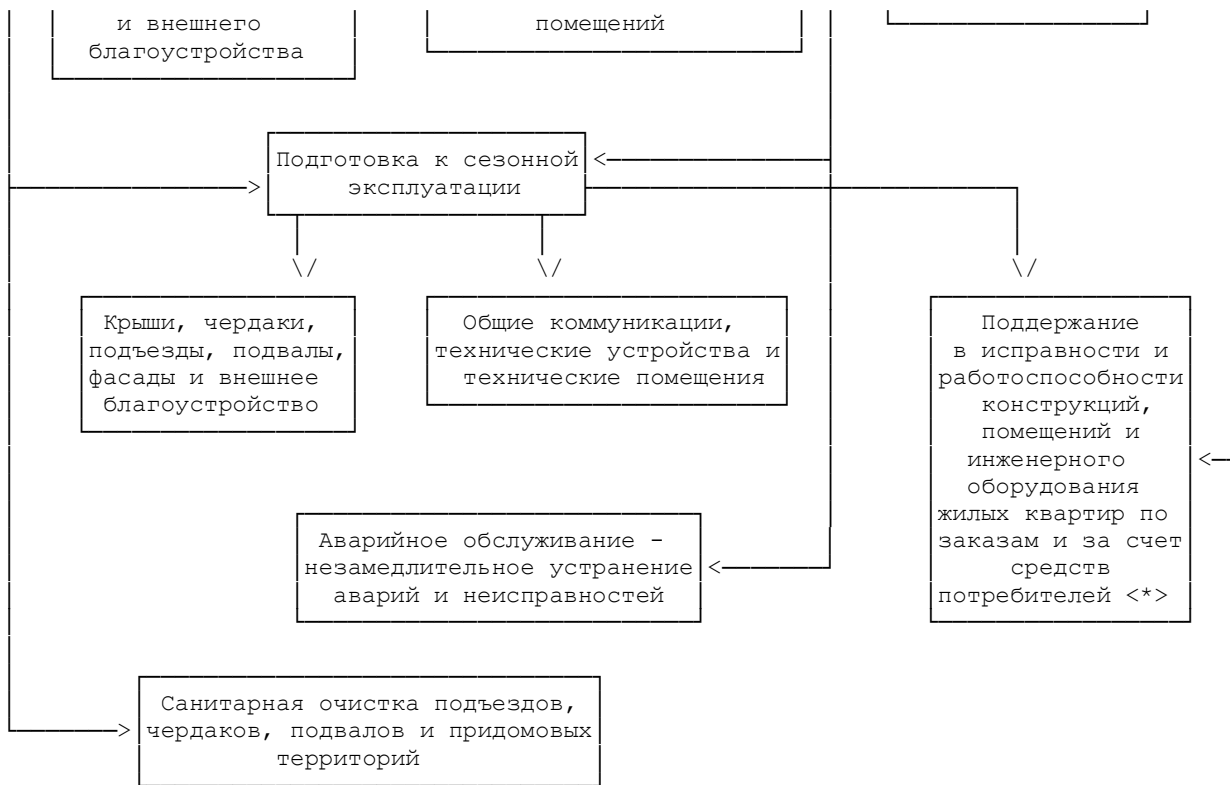 и внешнего
благоустройства
помещений
Подготовка к сезонной
эксплуатации
Крыши, чердаки,
подъезды, подвалы,
фасады и внешнее
благоустройство
Общие коммуникации,
технические устройства и
технические помещения
Поддержание
в исправности и
работоспособности
конструкций,
помещений и
инженерного
оборудования
жилых квартир по
заказам и за счет
средств
потребителей <*>
Аварийное обслуживание -
незамедлительное устранение
аварий и неисправностей
Санитарная очистка подъездов,
чердаков, подвалов и придомовых
территорий